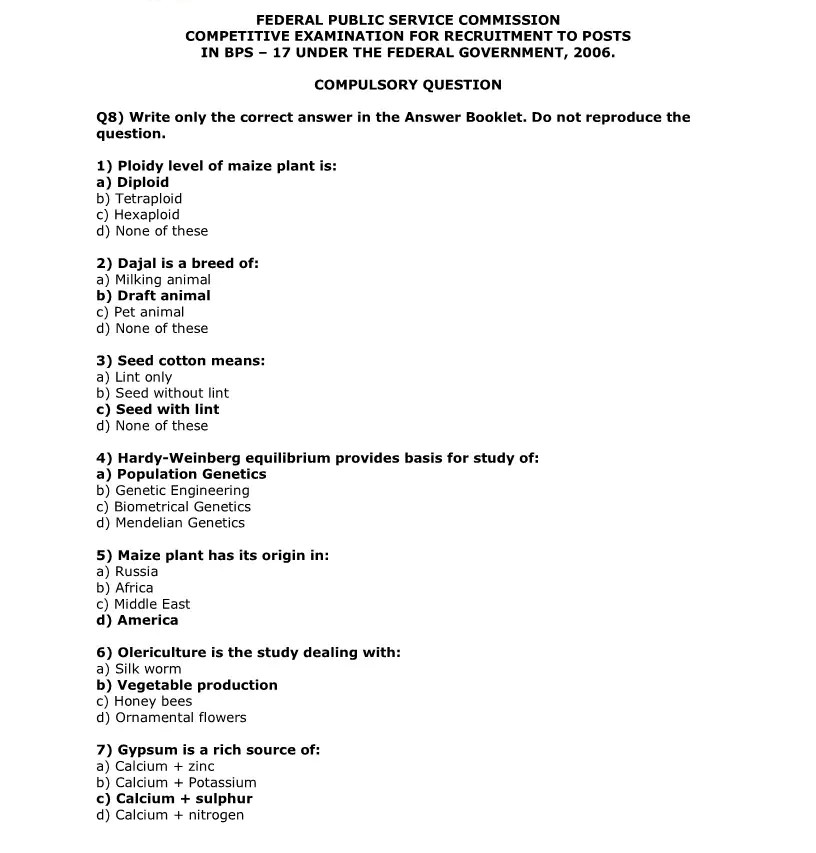 FEDERAL PUBLIC SERVICE COMMISSION
COMPETITIVE EXAMINATION FOR RECRUITMENT TO POSTS
IN BPS – 17 UNDER THE FEDERAL GOVERNMENT, 2006.
COMPULSORY QUESTION
Q8) Write only the correct answer in the Answer Booklet. Do not reproduce the
question.
1) Ploidy level of maize plant is:
a) Diploid
b) Tetraploid
c) Hexaploid
d) None of these
2) Dajal is a breed of:
a) Milking animal
b) Draft animal
c) Pet animal
d) None of these
3) Seed cotton means:
a) Lint only
b) Seed without lint
c) Seed with lint
d) None of these
4) Hardy-Weinberg equilibrium provides basis for study of:
a) Population Genetics
b) Genetic Engineering
c) Biometrical Genetics
d) Mendelian Genetics
5) Maize plant has its origin in:
a) Russia
b) Africa
c) Middle East
d) America
6) Olericulture is the study dealing with:
a) Silk worm
b) Vegetable production
c) Honey bees
d) Ornamental flowers
7) Gypsum is a rich source of:
a) Calcium + zinc
b) Calcium + Potassium
c) Calcium + sulphur
d) Calcium + nitrogen